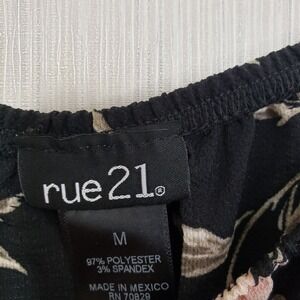 rue21®
M
97% POLYESTER
3% SPANDEX
MADE IN MEXICO
RN 70829